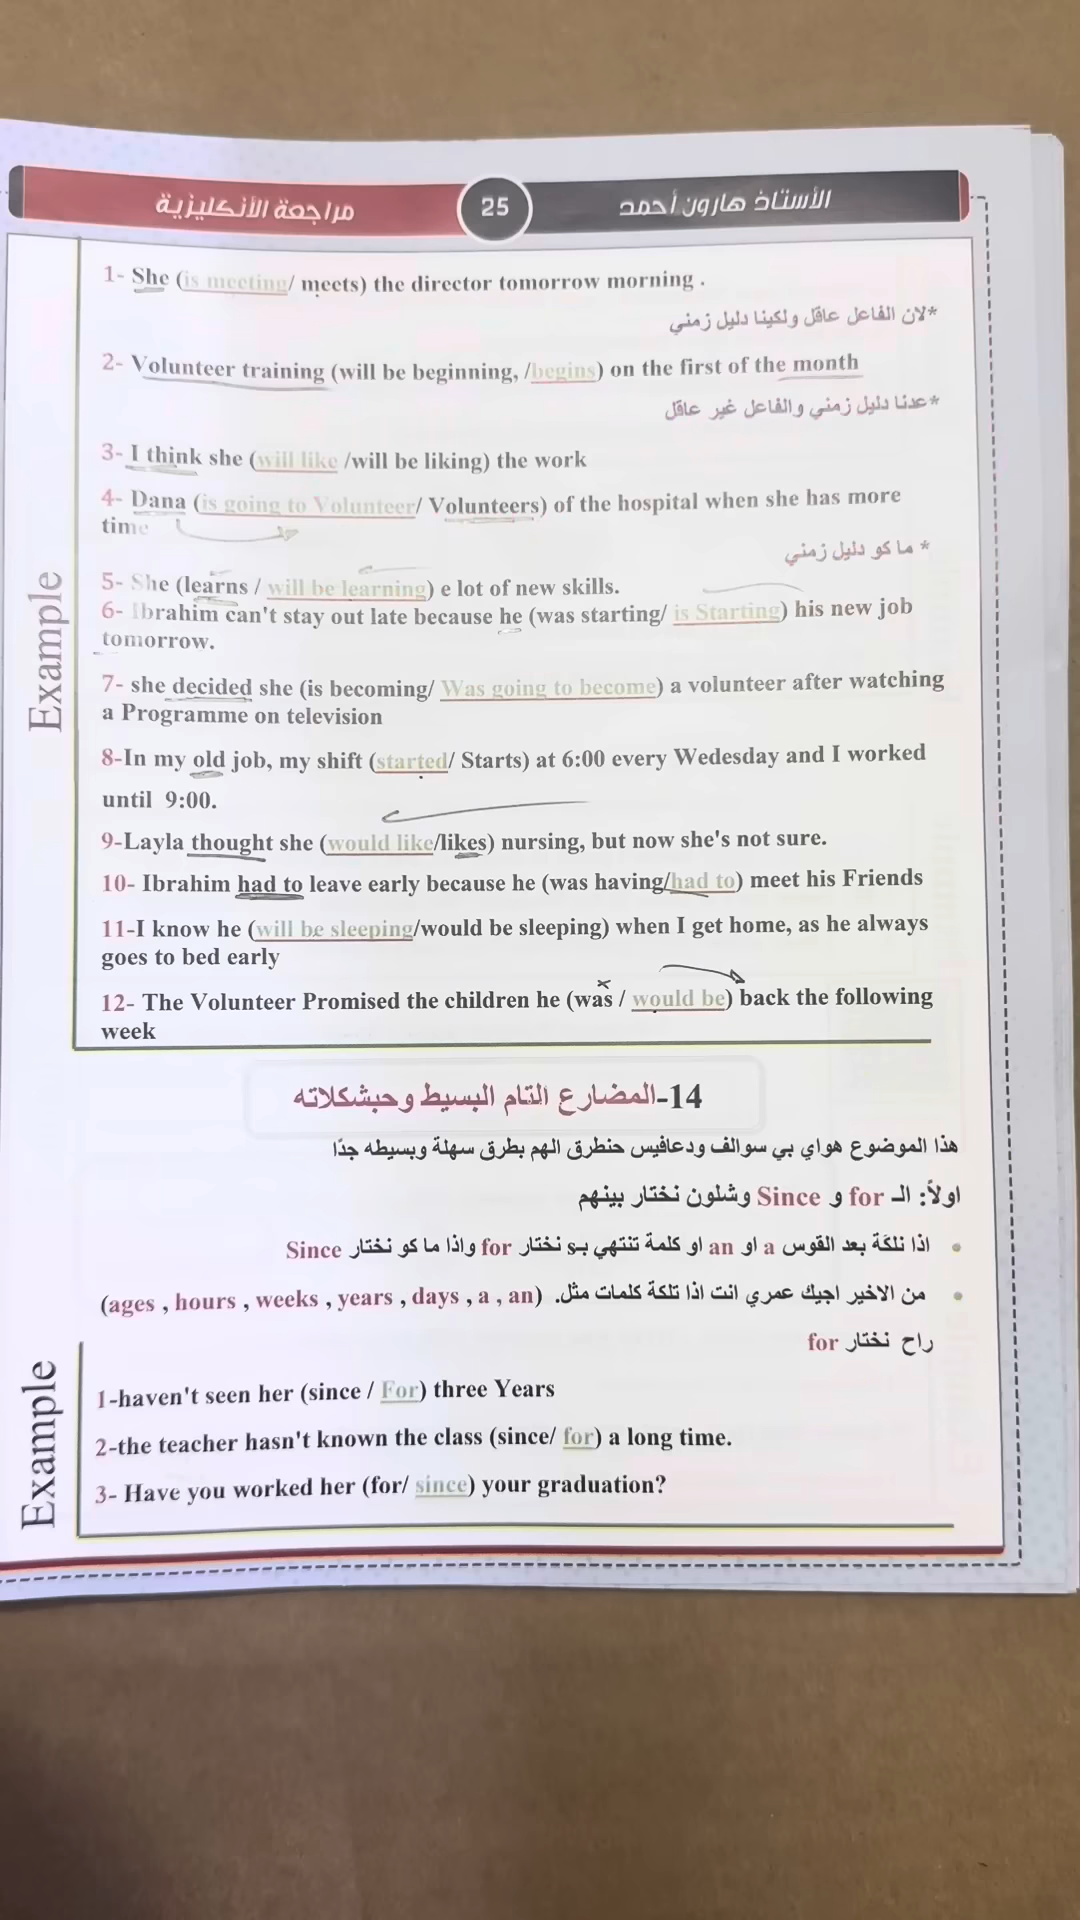 مراجعة الأنكليزية
25
الأستاذ هارون أحمد
1- She (is meeting/ meets) the director tomorrow morning .
*لان الفاعل عاقل ولكينا دليل زمني
2- Volunteer training (will be beginning, /begins) on the first of the month
*عدنا دليل زمني والفاعل غير عاقل
3- I think she (will like /will be liking) the work
4- Dana (is going to Volunteer/ Volunteers) of the hospital when she has more
time
* ما كو دليل زمني
Example
5- She (learns / will be learning) e lot of new skills.
6- Ibrahim can't stay out late because he (was starting/ is Starting) his new job
tomorrow.
7- she decided she (is becoming/ Was going to become) a volunteer after watching
a Programme on television
8-In my old job, my shift (started/ Starts) at 6:00 every Wedesday and I worked
until 9:00.
9-Layla thought she (would like/likes) nursing, but now she's not sure.
10- Ibrahim had to leave early because he (was having/had to) meet his Friends
11-I know he (will be sleeping/would be sleeping) when I get home, as he always
goes to bed early
12- The Volunteer Promised the children he (was / would be) back the following
week
14-المضارع التام البسيط وحبشكلاته
هذا الموضوع هواي بي سوالف ودعافيس حنطرق الهم بطرق سهلة وبسيطه جدًا
اولاً: الـ for و Since وشلون نختار بينهم
• اذا نلكَة بعد القوس a او an او كلمة تنتهي بـs نختار for واذا ما كو نختار Since
• من الاخير اجيك عمري انت اذا تلكة كلمات مثل. (ages , hours , weeks , years , days , a , an)
راح نختار for
Example
1-haven't seen her (since / For) three Years
2-the teacher hasn't known the class (since/ for) a long time.
3- Have you worked her (for/ since) your graduation?